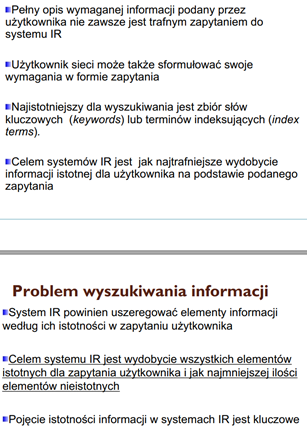 Pełny opis wymaganej informacji podany przez
użytkownika nie zawsze jest trafnym zapytaniem do
systemu IR
Użytkownik sieci może także sformułować swoje
wymagania w formie zapytania
Najistotniejszy dla wyszukiwania jest zbiór słów
kluczowych (keywords) lub terminów indeksujących (index
terms).
Celem systemów IR jest jak najtrafniejsze wydobycie
informacji istotnej dla użytkownika na podstawie podanego
zapytania
Problem wyszukiwania informacji
System IR powinien uszeregować elementy informacji
według ich istotności w zapytaniu użytkownika
Celem systemu IR jest wydobycie wszystkich elementów
istotnych dla zapytania użytkownika i jak najmniejszej ilości
elementów nieistotnych
Pojęcie istotności informacji w systemach IR jest kluczowe